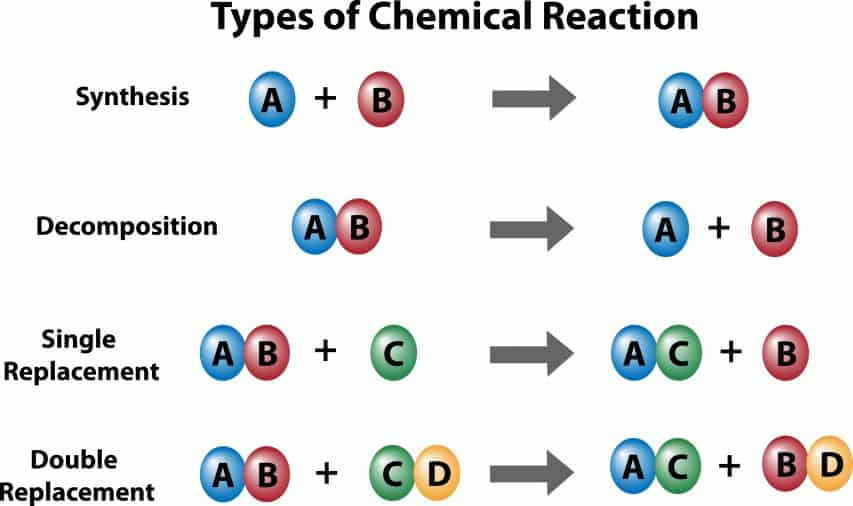 Types of Chemical Reaction
Synthesis A + B AB
Decomposition AB A + B
Single
Replacement AB + C AC + B
Double
Replacement AB + CD AC + BD